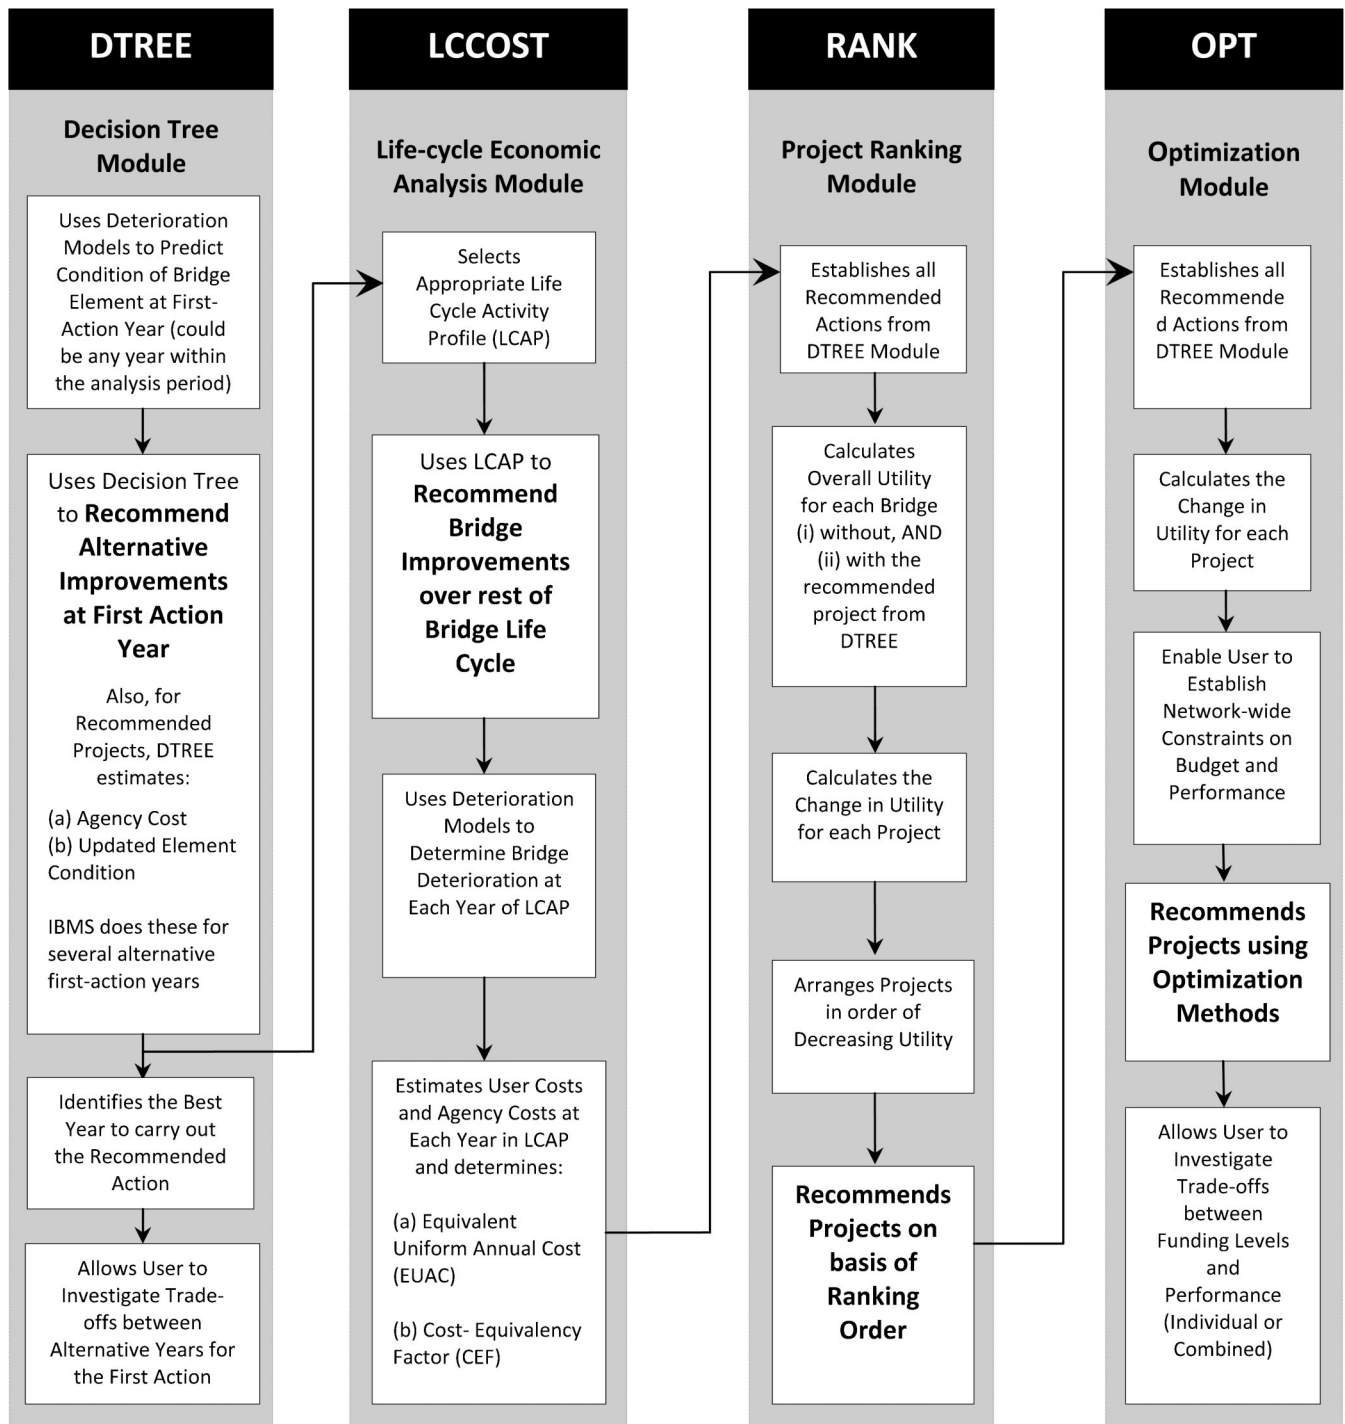 DTREE
Decision Tree
Module
Uses Deterioration
Models to Predict
Condition of Bridge
Element at First-
Action Year (could
be any year within
the analysis period)
Uses Decision Tree
to Recommend
Alternative
Improvements
at First Action
Year
Also, for
Recommended
Projects, DTREE
estimates:
(a) Agency Cost
(b) Updated Element
Condition
IBMS does these for
several alternative
first-action years
Identifies the Best
Year to carry out
the Recommended
Action
Allows User to
Investigate Trade-
offs between
Alternative Years for
the First Action
LCCOST
Life-cycle Economic
Analysis Module
Selects
Appropriate Life
Cycle Activity
Profile (LCAP)
Uses LCAP to
Recommend
Bridge
Improvements
over rest of
Bridge Life
Cycle
Uses Deterioration
Models to
Determine Bridge
Deterioration at
Each Year of LCAP
Estimates User Costs
and Agency Costs at
Each Year in LCAP
and determines:
(a) Equivalent
Uniform Annual Cost
(EUAC)
(b) Cost- Equivalency
Factor (CEF)
RANK
Project Ranking
Module
Establishes all
Recommended
Actions from
DTREE Module
Calculates
Overall Utility
for each Bridge
(i) without, AND
(ii) with the
recommended
project from
DTREE
Calculates the
Change in Utility
for each Project
Arranges Projects
in order of
Decreasing Utility
Recommends
Projects on
basis of
Ranking
Order
OPT
Optimization
Module
Establishes all
Recommende
d Actions from
DTREE Module
Calculates the
Change in
Utility for each
Project
Enable User to
Establish
Network-wide
Constraints on
Budget and
Performance
Recommends
Projects using
Optimization
Methods
Allows User to
Investigate
Trade-offs
between
Funding Levels
and
Performance
(Individual or
Combined)